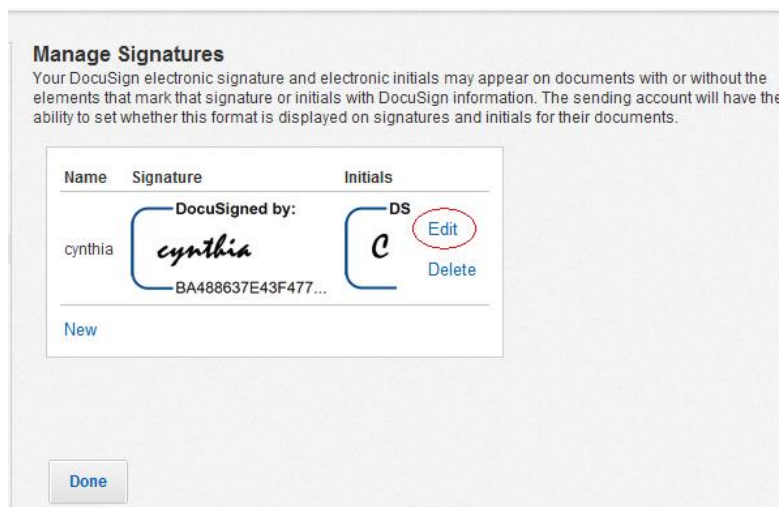 Manage Signatures
Your DocuSign electronic signature and electronic initials may appear on documents with or without the
elements that mark that signature or initials with DocuSign information. The sending account will have the
ability to set whether this format is displayed on signatures and initials for their documents.
Name Signature Initials
DocuSigned by: DS
Edit
cynthia cynthia C
Delete
BA488637E43F477...
New
Done